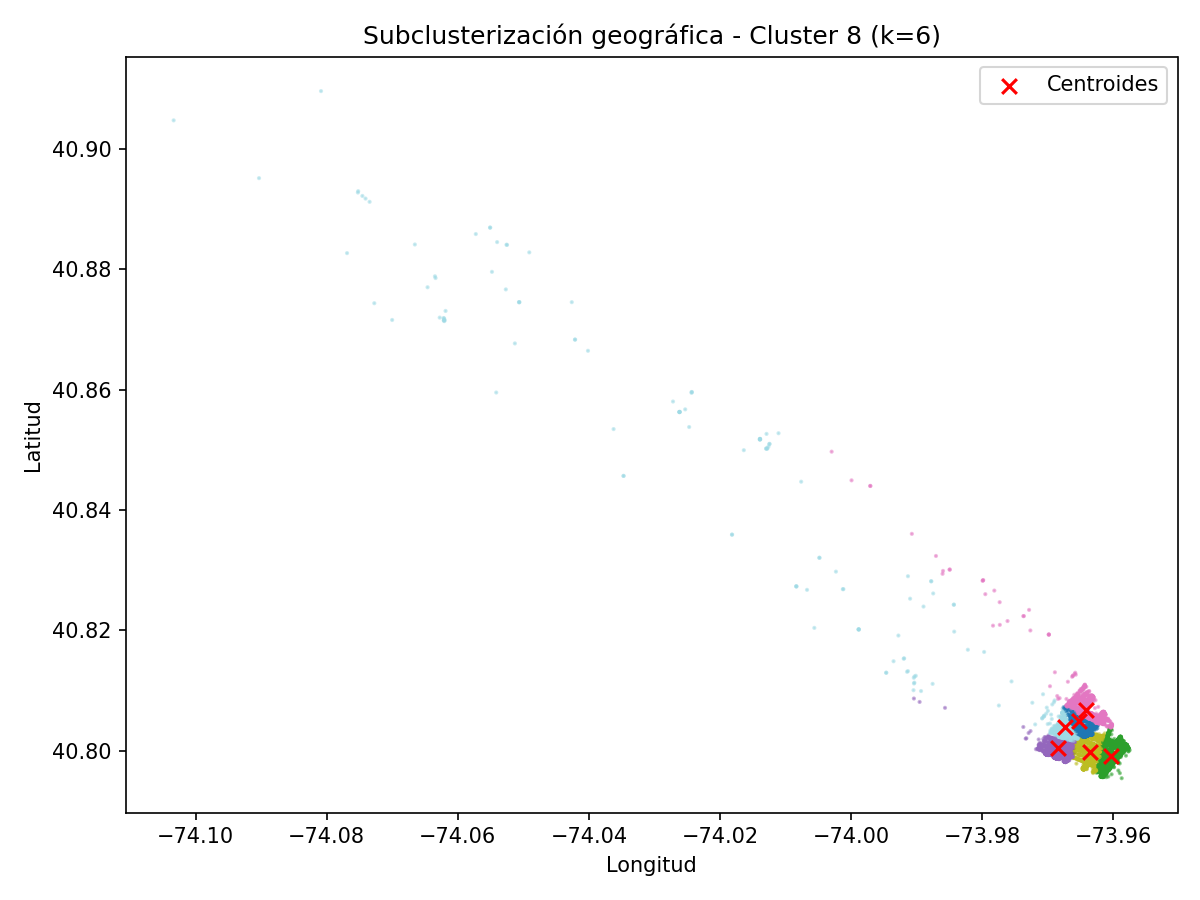 Subclusterización geográfica - Cluster 8 (k=6)
Centroides
40.90
40.88
40.86
40.84
40.82
40.80
Latitud
−74.10 −74.08 −74.06 −74.04 −74.02 −74.00 −73.98 −73.96
Longitud